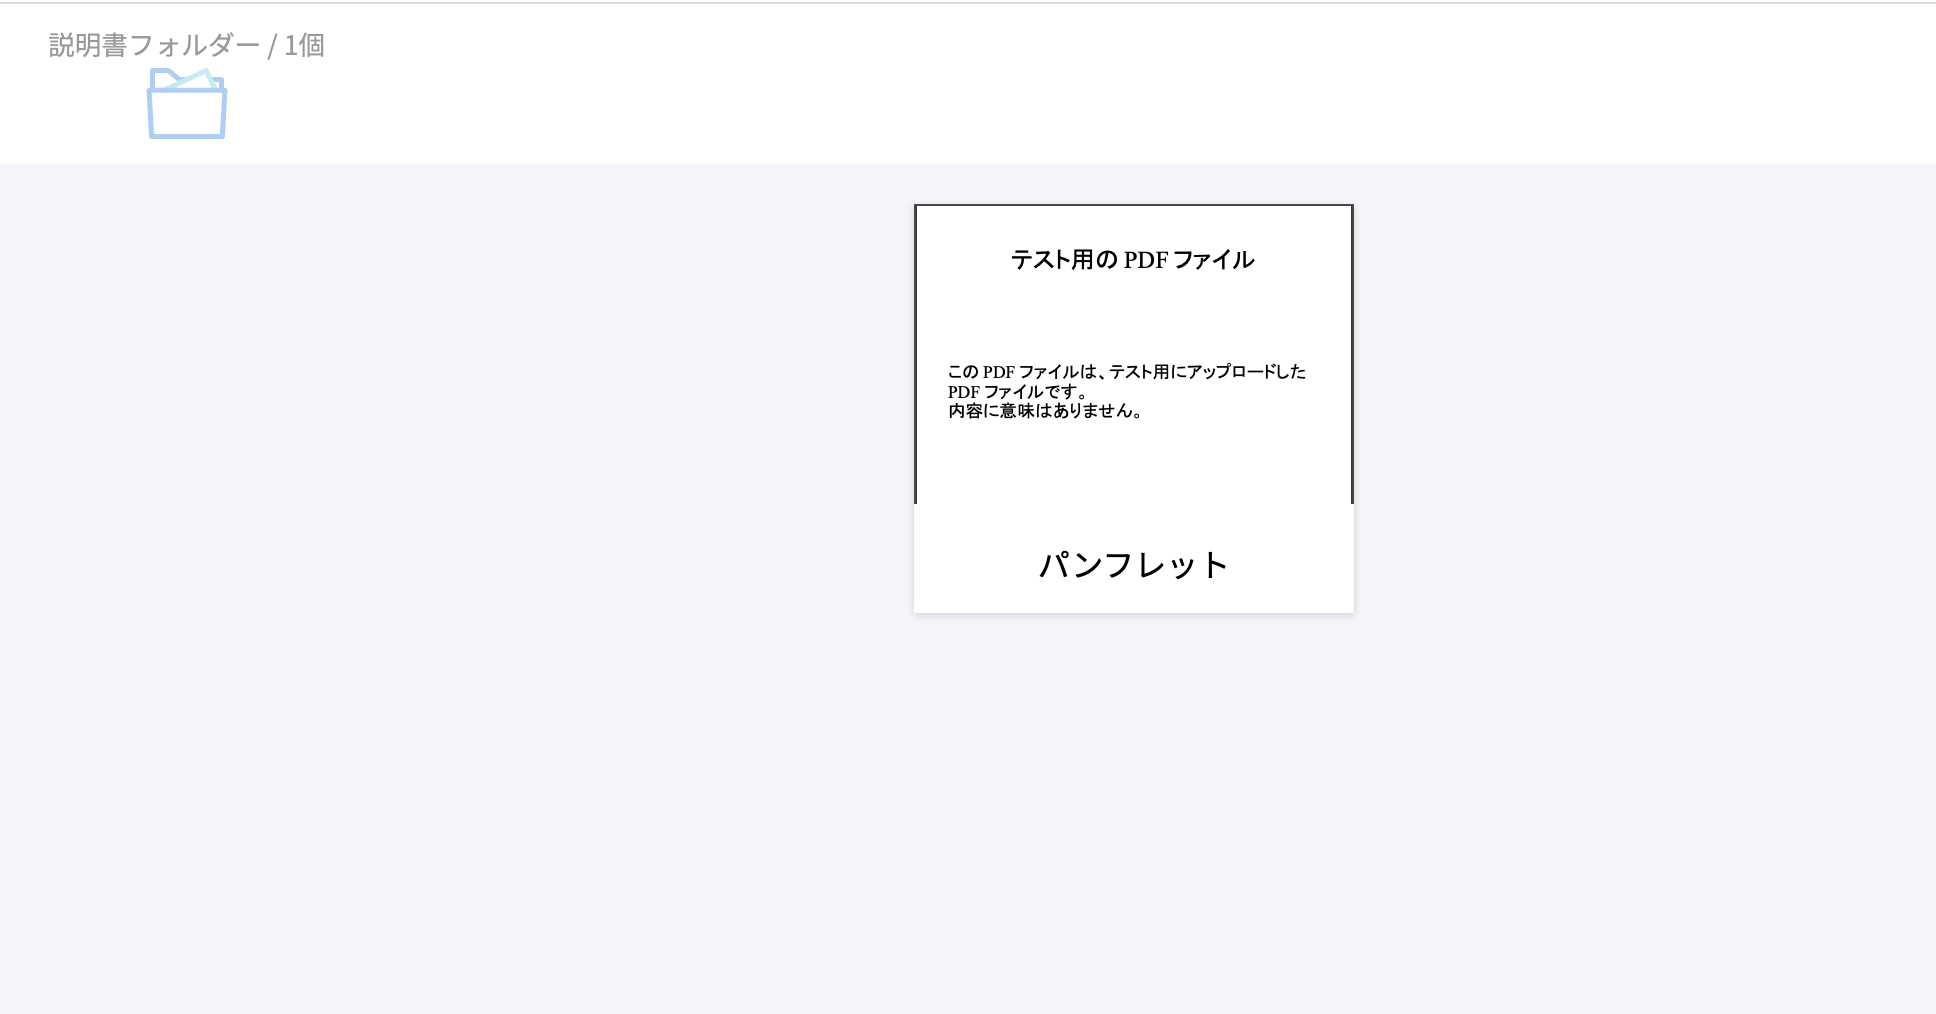 説明書フォルダー / 1個
テスト用の PDF ファイル
この PDF ファイルは、テスト用にアップロードした
PDF ファイルです。
内容に意味はありません。
パンフレット